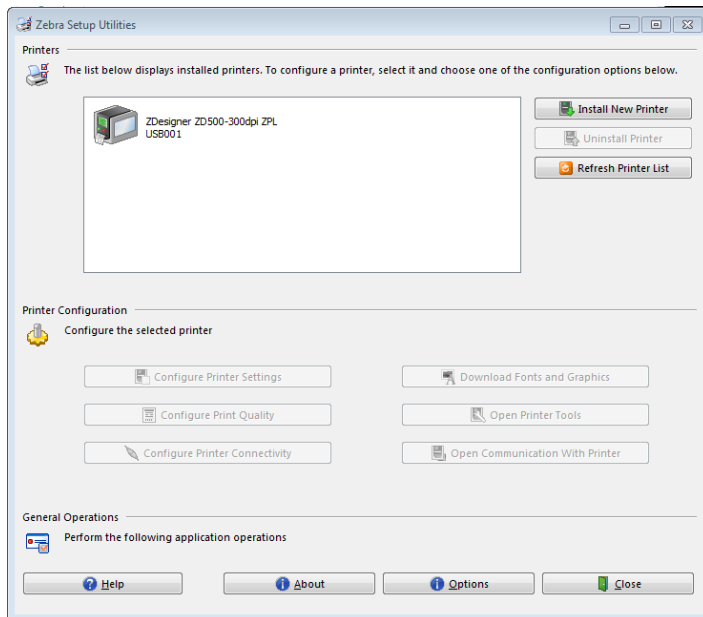 Zebra Setup Utilities
Printers
The list below displays installed printers. To configure a printer, select it and choose one of the configuration options below.
ZDesigner ZD500-300dpi ZPL
USB001
Install New Printer
Uninstall Printer
Refresh Printer List
Printer Configuration
Configure the selected printer
Configure Printer Settings
Download Fonts and Graphics
Configure Print Quality
Open Printer Tools
Configure Printer Connectivity
Open Communication With Printer
General Operations
Perform the following application operations
Help
About
Options
Close